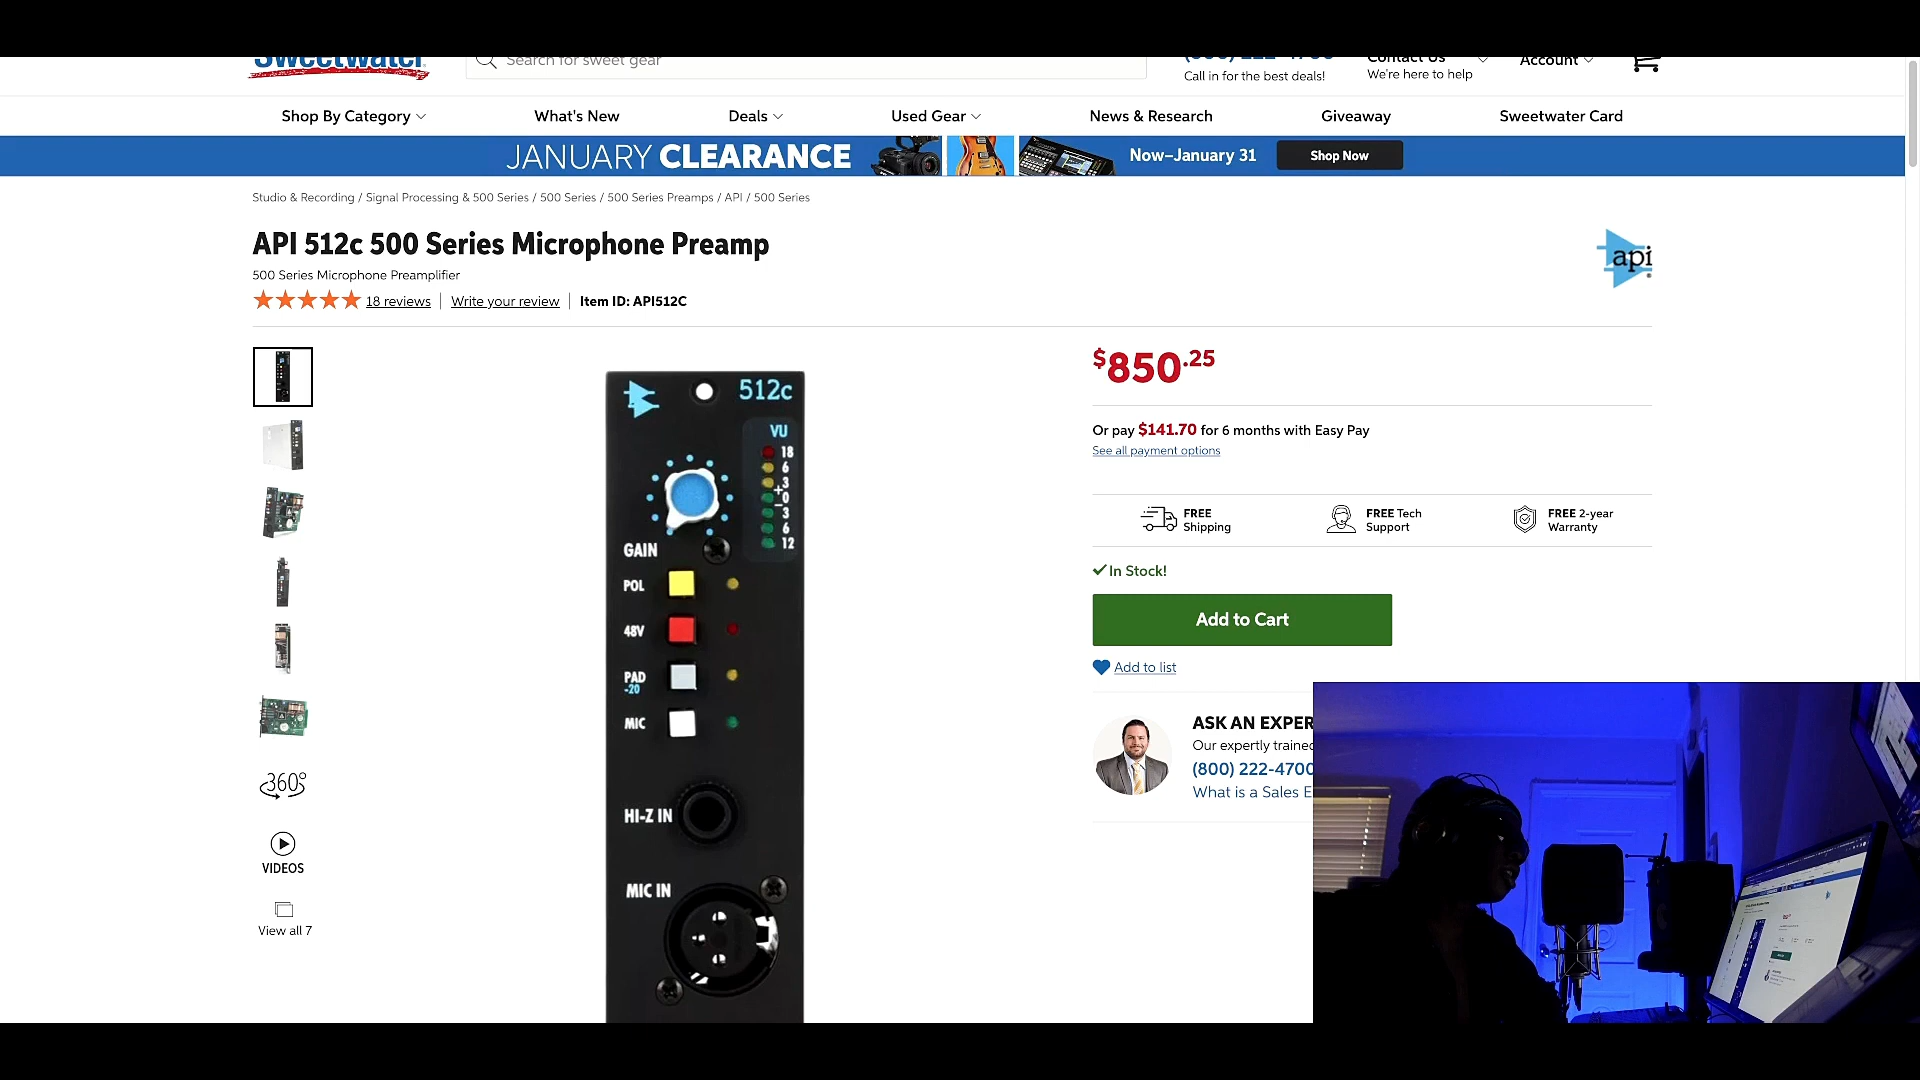 Sweetwater
Search for sweet gear
(800) 222-4700
Call in for the best deals!
Contact Us
We're here to help
Account
Shop By Category
What's New
Deals
Used Gear
News & Research
Giveaway
Sweetwater Card
JANUARY CLEARANCE
Now–January 31
Shop Now
Studio & Recording / Signal Processing & 500 Series / 500 Series / 500 Series Preamps / API / 500 Series
API 512c 500 Series Microphone Preamp
api
500 Series Microphone Preamplifier
18 reviews
Write your review
Item ID: API512C
$850.25
Or pay $141.70 for 6 months with Easy Pay
See all payment options
FREE
Shipping
FREE Tech
Support
FREE 2-year
Warranty
In Stock!
Add to Cart
Add to list
ASK AN EXPER
Our expertly trained
(800) 222-4700
What is a Sales E
512c
VU
18
6
3
+
0
-
3
6
12
GAIN
POL
48V
PAD
-20
MIC
HI-Z IN
MIC IN
360°
VIDEOS
View all 7